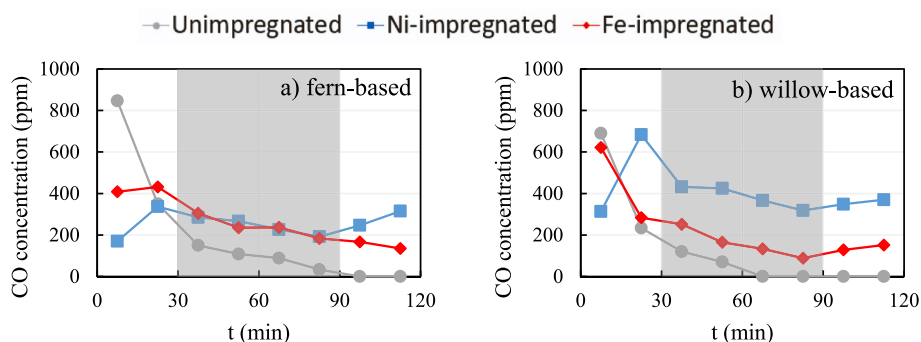 Unimpregnated Ni-impregnated Fe-impregnated
a) fern-based
CO concentration (ppm)
1000
800
600
400
200
0
0 30 60 90 120
t (min)
b) willow-based
CO concentration (ppm)
1000
800
600
400
200
0
0 30 60 90 120
t (min)